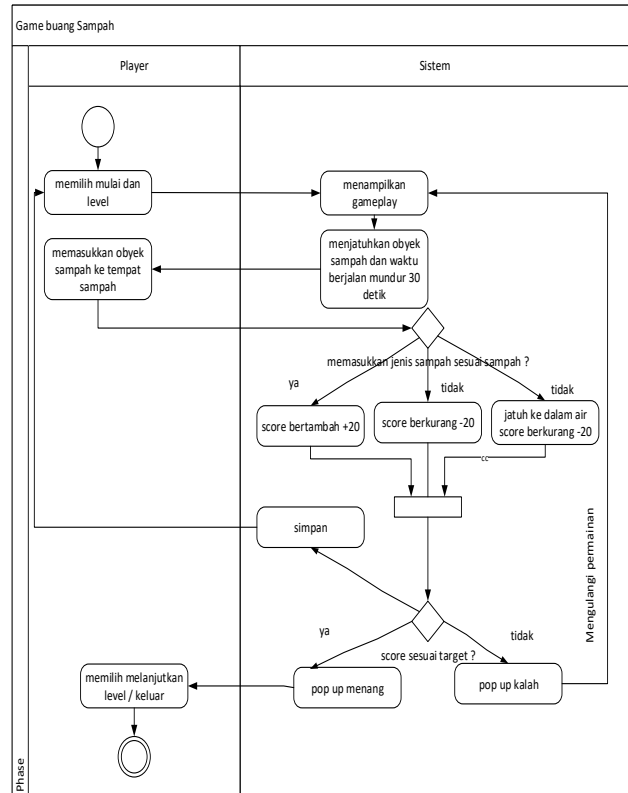 Game buang Sampah
Player
Sistem
memilih mulai dan
level
menampilkan
gameplay
memasukkan obyek
sampah ke tempat
sampah
menjatuhkan obyek
sampah dan waktu
berjalan mundur 30
detik
memasukkan jenis sampah sesuai sampah ?
ya
tidak
tidak
score bertambah +20
score berkurang -20
jatuh ke dalam air
score berkurang -20
cc
simpan
Mengulangi permainan
ya
tidak
score sesuai target ?
memilih melanjutkan
level / keluar
pop up menang
pop up kalah
Phase